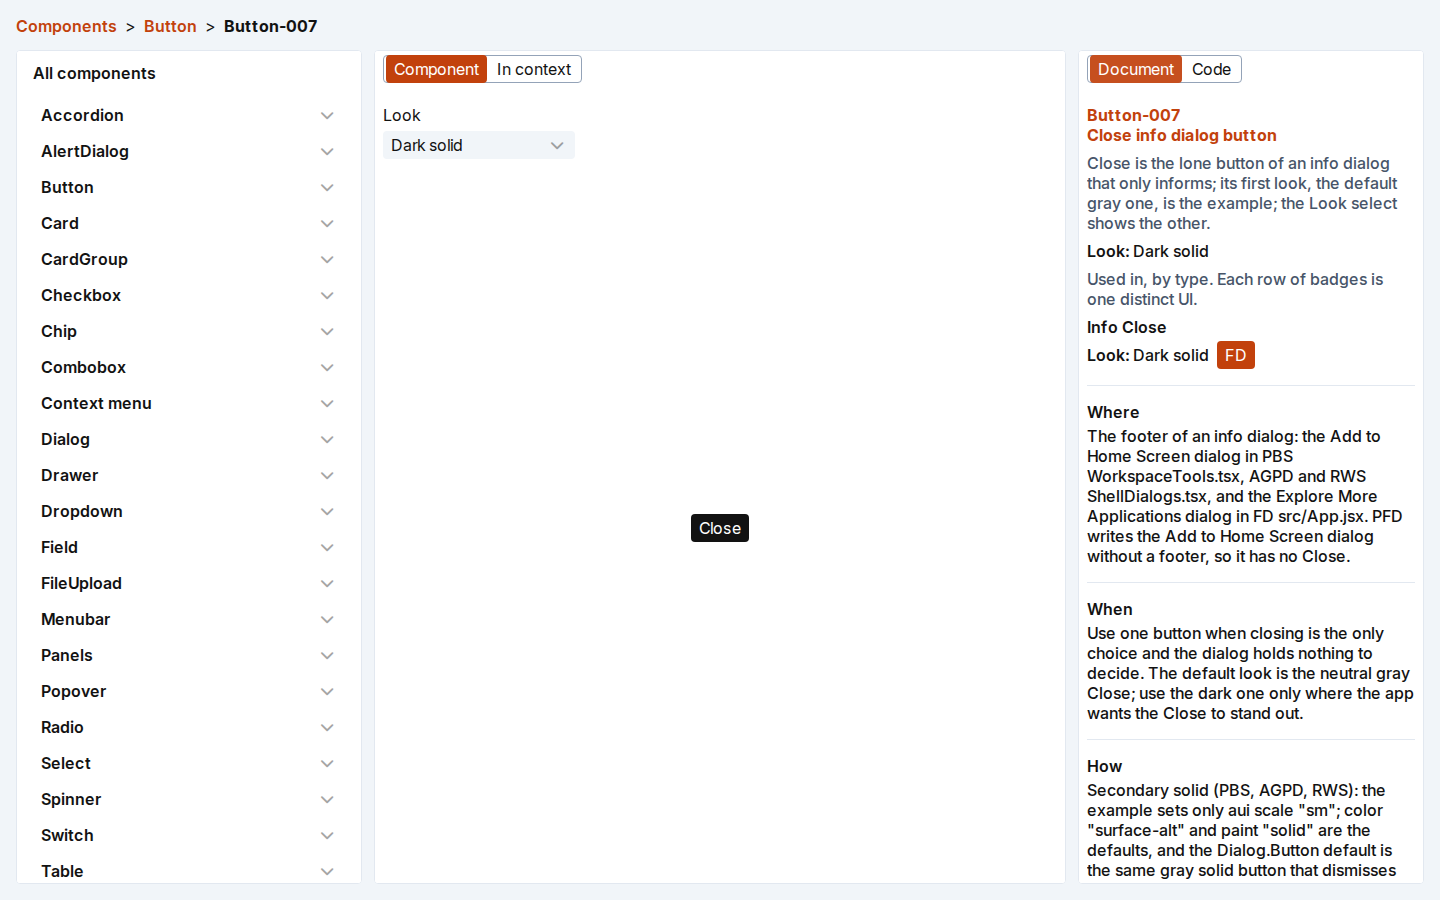 Components > Button > Button-007
All components
Accordion
AlertDialog
Button
Card
CardGroup
Checkbox
Chip
Combobox
Context menu
Dialog
Drawer
Dropdown
Field
FileUpload
Menubar
Panels
Popover
Radio
Select
Spinner
Switch
Table
Component In context
Look
Dark solid
Close
Document Code
Button-007
Close info dialog button
Close is the lone button of an info dialog
that only informs; its first look, the default
gray one, is the example; the Look select
shows the other.
Look: Dark solid
Used in, by type. Each row of badges is
one distinct UI.
Info Close
Look: Dark solid FD
Where
The footer of an info dialog: the Add to
Home Screen dialog in PBS
WorkspaceTools.tsx, AGPD and RWS
ShellDialogs.tsx, and the Explore More
Applications dialog in FD src/App.jsx. PFD
writes the Add to Home Screen dialog
without a footer, so it has no Close.
When
Use one button when closing is the only
choice and the dialog holds nothing to
decide. The default look is the neutral gray
Close; use the dark one only where the app
wants the Close to stand out.
How
Secondary solid (PBS, AGPD, RWS): the
example sets only aui scale "sm"; color
"surface-alt" and paint "solid" are the
defaults, and the Dialog.Button default is
the same gray solid button that dismisses